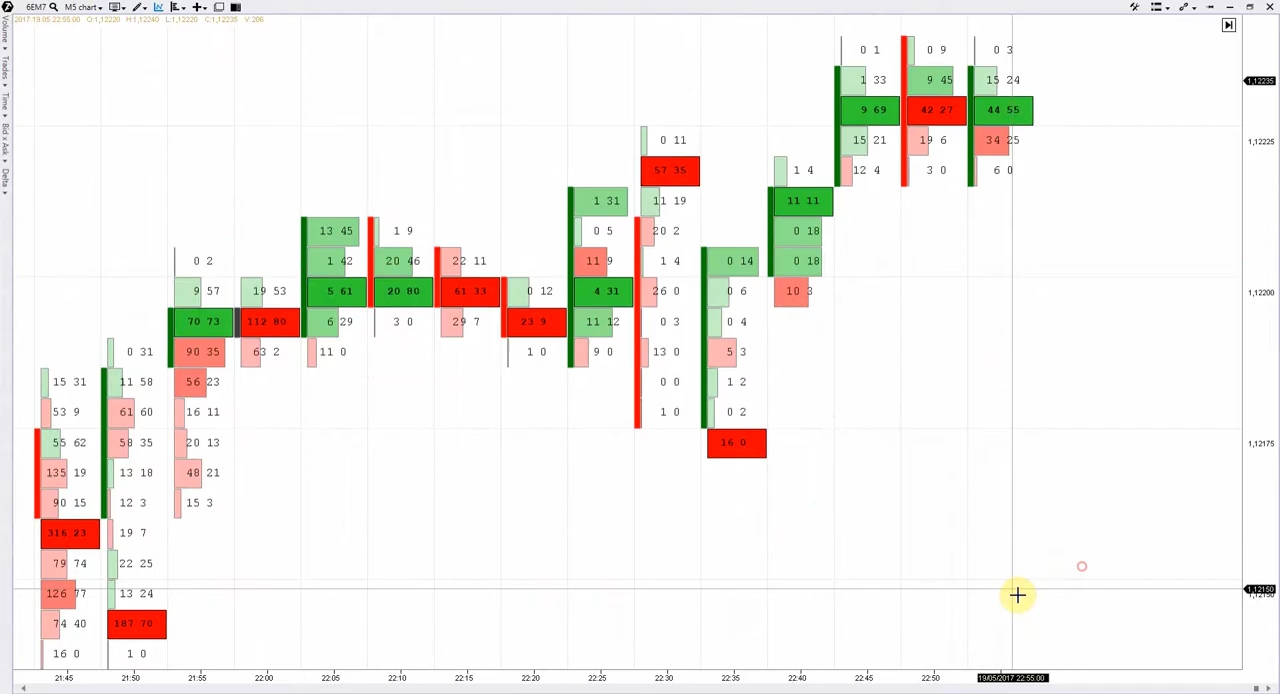 6EM7 M5 chart
2017.19.05 22:55:00 O:1,12220 H:1,12240 L:1,12220 C:1,12235 V:206
Volume
Trades
Time
Bid x Ask
Delta
0 1 0 9 0 3
1 33 9 45 15 24 1,12235
9 69 42 27 44 55
0 11 15 21 19 6 34 25 1,12225
57 35 1 4 12 4 3 0 6 0
1 31 11 19 11 11
13 45 1 9 0 5 20 2 0 18
0 2 1 42 20 46 22 11 11 9 1 4 0 14 0 18
9 57 19 53 5 61 20 80 61 33 0 12 4 31 26 0 0 6 10 3 1,12200
70 73 112 80 6 29 3 0 29 7 23 9 11 12 0 3 0 4
0 31 90 35 63 2 11 0 1 0 9 0 13 0 5 3
15 31 11 58 56 23 0 0 1 2
53 9 61 60 16 11 1 0 0 2
55 62 58 35 20 13 16 0 1,12175
135 19 13 18 48 21
90 15 12 3 15 3
316 23 19 7
79 74 22 25
126 77 13 24 1,12150
74 40 187 70
16 0 1 0
21:45 21:50 21:55 22:00 22:05 22:10 22:15 22:20 22:25 22:30 22:35 22:40 22:45 22:50 19/05/2017 22:55:00